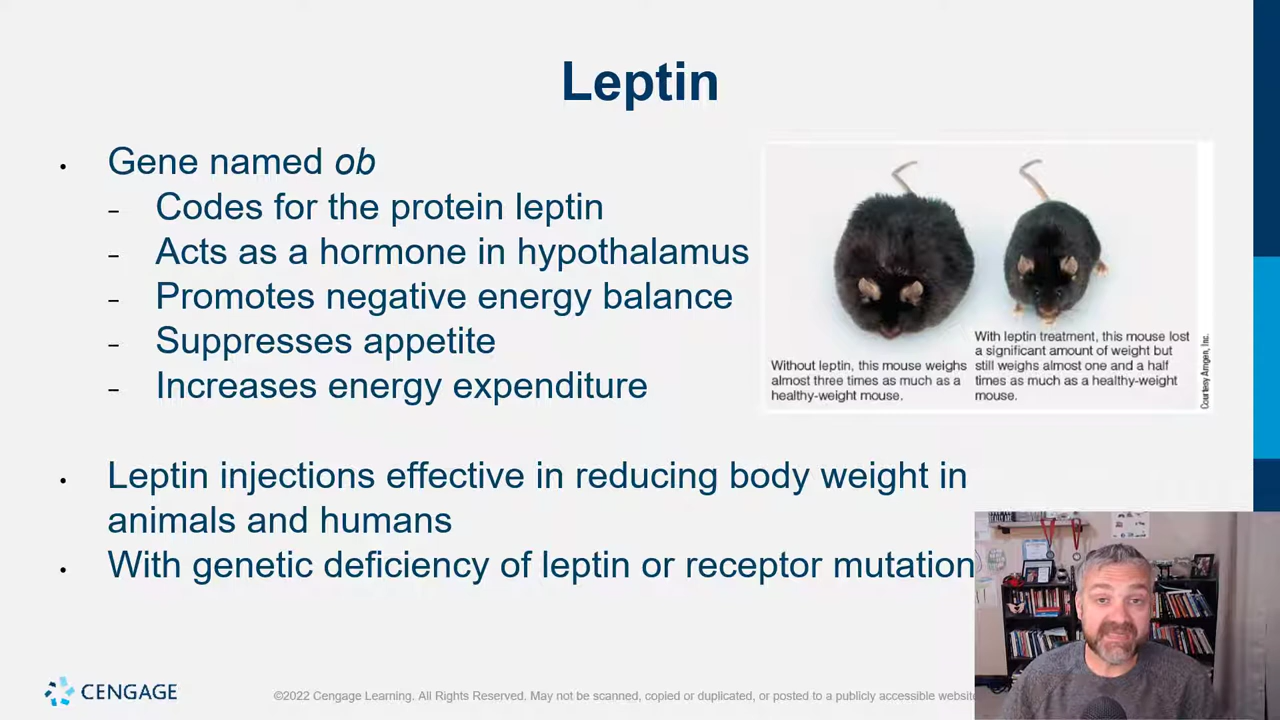 Leptin
• Gene named ob
– Codes for the protein leptin
– Acts as a hormone in hypothalamus
– Promotes negative energy balance
– Suppresses appetite
– Increases energy expenditure
Without leptin, this mouse weighs
almost three times as much as a
healthy-weight mouse.
With leptin treatment, this mouse lost
a significant amount of weight but
still weighs almost one and a half
times as much as a healthy-weight
mouse.
Courtesy Amgen, Inc.
• Leptin injections effective in reducing body weight in
animals and humans
• With genetic deficiency of leptin or receptor mutation
CENGAGE
©2022 Cengage Learning. All Rights Reserved. May not be scanned, copied or duplicated, or posted to a publicly accessible website